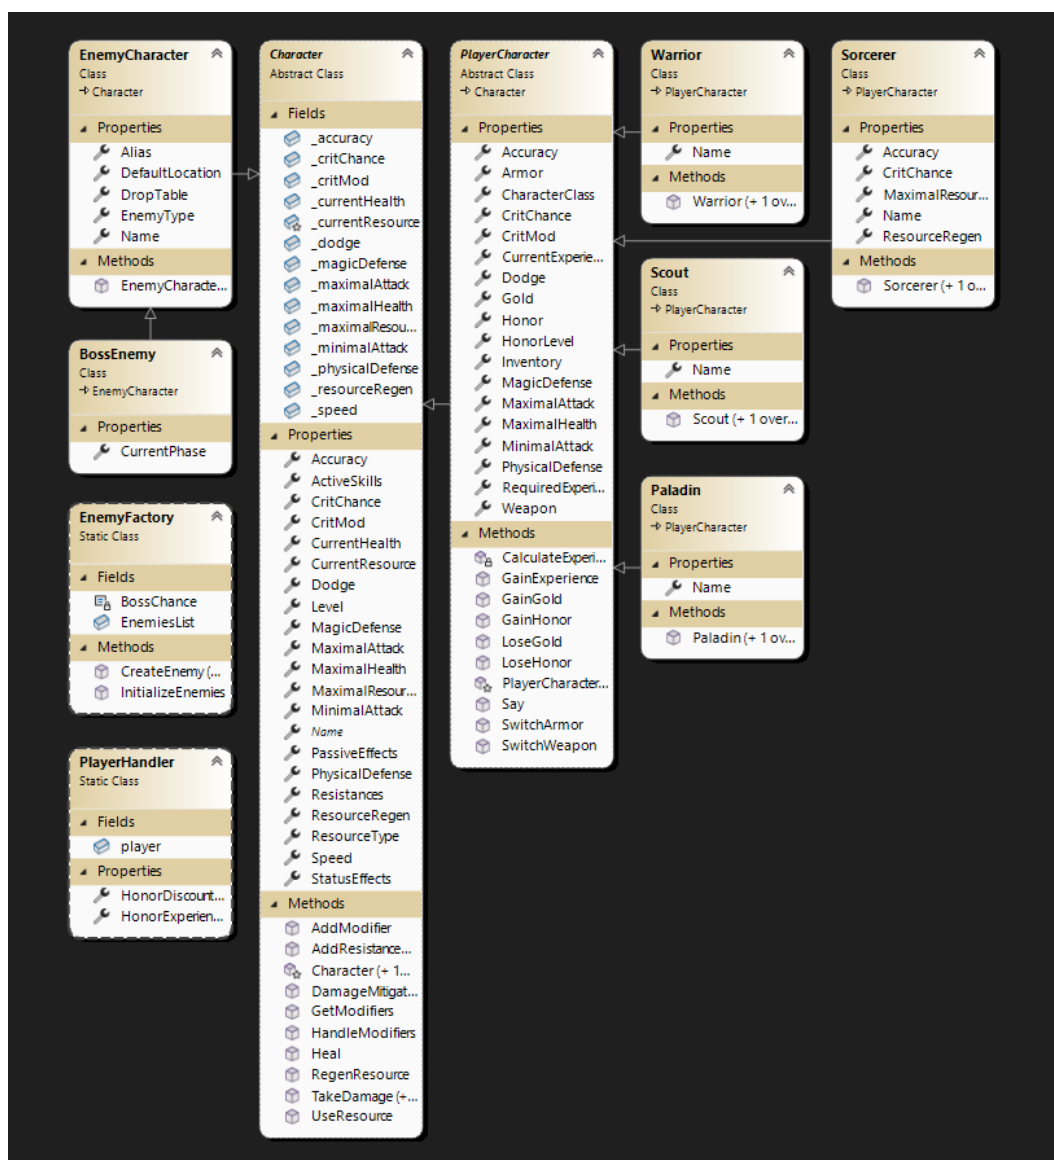 EnemyCharacter
Class
Character
Properties
Alias
DefaultLocation
DropTable
EnemyType
Name
Methods
EnemyCharacte...
BossEnemy
Class
EnemyCharacter
Properties
CurrentPhase
EnemyFactory
Static Class
Fields
BossChance
EnemiesList
Methods
CreateEnemy (...
InitializeEnemies
PlayerHandler
Static Class
Fields
player
Properties
HonorDiscount...
HonorExperien...
Character
Abstract Class
Fields
_accuracy
_critChance
_critMod
_currentHealth
_currentResource
_dodge
_magicDefense
_maximalAttack
_maximalHealth
_maximalResou...
_minimalAttack
_physicalDefense
_resourceRegen
_speed
Properties
Accuracy
ActiveSkills
CritChance
CritMod
CurrentHealth
CurrentResource
Dodge
Level
MagicDefense
MaximalAttack
MaximalHealth
MaximalResour...
MinimalAttack
Name
PassiveEffects
PhysicalDefense
Resistances
ResourceRegen
ResourceType
Speed
StatusEffects
Methods
AddModifier
AddResistance...
Character (+ 1...
DamageMitigat...
GetModifiers
HandleModifiers
Heal
RegenResource
TakeDamage (+...
UseResource
PlayerCharacter
Abstract Class
Character
Properties
Accuracy
Armor
CharacterClass
CritChance
CritMod
CurrentExperie...
Dodge
Gold
Honor
HonorLevel
Inventory
MagicDefense
MaximalAttack
MaximalHealth
MinimalAttack
PhysicalDefense
RequiredExperi...
Weapon
Methods
CalculateExperi...
GainExperience
GainGold
GainHonor
LoseGold
LoseHonor
PlayerCharacter...
Say
SwitchArmor
SwitchWeapon
Warrior
Class
PlayerCharacter
Properties
Name
Methods
Warrior (+ 1 ov...
Scout
Class
PlayerCharacter
Properties
Name
Methods
Scout (+ 1 over...
Paladin
Class
PlayerCharacter
Properties
Name
Methods
Paladin (+ 1 ov...
Sorcerer
Class
PlayerCharacter
Properties
Accuracy
CritChance
MaximalResour...
Name
ResourceRegen
Methods
Sorcerer (+ 1 o...